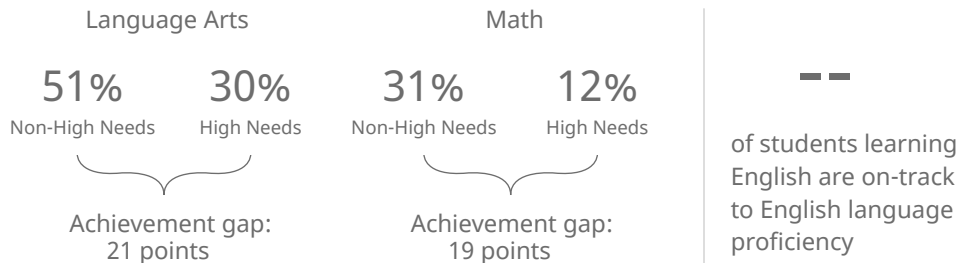 Language Arts
51% 30%
Non-High Needs High Needs
Achievement gap:
21 points
Math
31% 12%
Non-High Needs High Needs
Achievement gap:
19 points
--
of students learning
English are on-track
to English language
proficiency